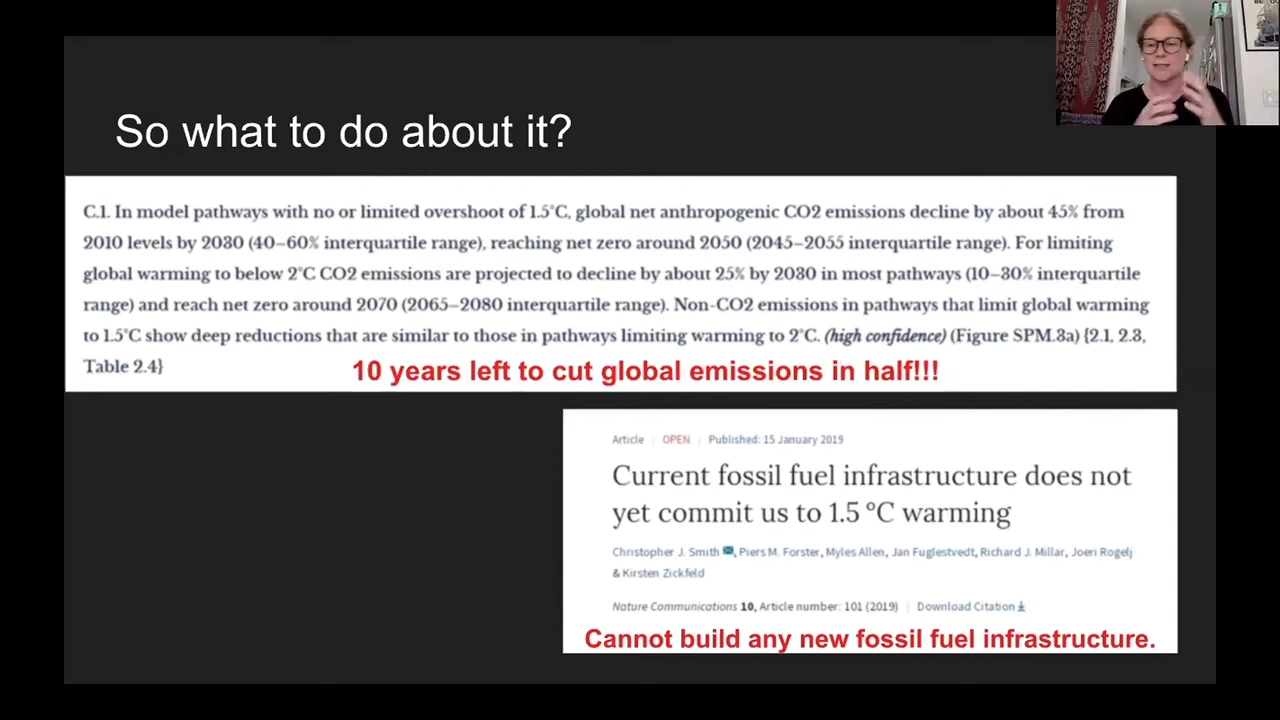 So what to do about it?
C.1. In model pathways with no or limited overshoot of 1.5°C, global net anthropogenic CO2 emissions decline by about 45% from
2010 levels by 2030 (40–60% interquartile range), reaching net zero around 2050 (2045–2055 interquartile range). For limiting
global warming to below 2°C CO2 emissions are projected to decline by about 25% by 2030 in most pathways (10–30% interquartile
range) and reach net zero around 2070 (2065–2080 interquartile range). Non-CO2 emissions in pathways that limit global warming
to 1.5°C show deep reductions that are similar to those in pathways limiting warming to 2°C. (high confidence) (Figure SPM.3a) {2.1, 2.3,
Table 2.4}
10 years left to cut global emissions in half!!!
Article | OPEN | Published: 15 January 2019
Current fossil fuel infrastructure does not
yet commit us to 1.5 °C warming
Christopher J. Smith, Piers M. Forster, Myles Allen, Jan Fuglestvedt, Richard J. Millar, Joeri Rogelj
& Kirsten Zickfeld
Nature Communications 10, Article number: 101 (2019) | Download Citation
Cannot build any new fossil fuel infrastructure.